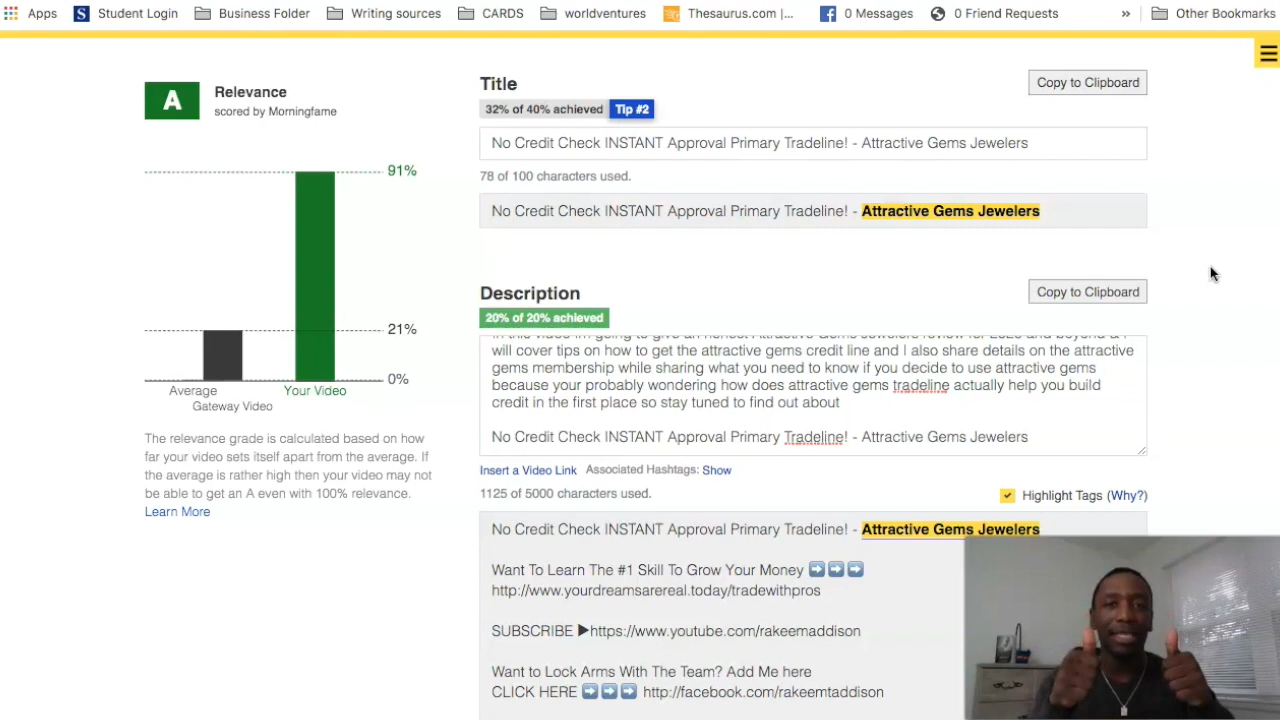 Apps Student Login Business Folder Writing sources CARDS worldventures Thesaurus.com |... 0 Messages 0 Friend Requests » Other Bookmarks
A
Relevance
scored by Morningfame
91%
21%
0%
Average
Gateway Video
Your Video
The relevance grade is calculated based on how
far your video sets itself apart from the average. If
the average is rather high then your video may not
be able to get an A even with 100% relevance.
Learn More
Title
Copy to Clipboard
32% of 40% achieved Tip #2
No Credit Check INSTANT Approval Primary Tradeline! - Attractive Gems Jewelers
78 of 100 characters used.
No Credit Check INSTANT Approval Primary Tradeline! - Attractive Gems Jewelers
Description
Copy to Clipboard
20% of 20% achieved
will cover tips on how to get the attractive gems credit line and I also share details on the attractive
gems membership while sharing what you need to know if you decide to use attractive gems
because your probably wondering how does attractive gems tradeline actually help you build
credit in the first place so stay tuned to find out about
No Credit Check INSTANT Approval Primary Tradeline! - Attractive Gems Jewelers
Insert a Video Link Associated Hashtags: Show
1125 of 5000 characters used.
Highlight Tags (Why?)
No Credit Check INSTANT Approval Primary Tradeline! - Attractive Gems Jewelers
Want To Learn The #1 Skill To Grow Your Money ➡️➡️➡️
http://www.yourdreamsarereal.today/tradewithpros
SUBSCRIBE ▶https://www.youtube.com/rakeemaddison
Want to Lock Arms With The Team? Add Me here
CLICK HERE ➡️➡️➡️ http://facebook.com/rakeemtaddison